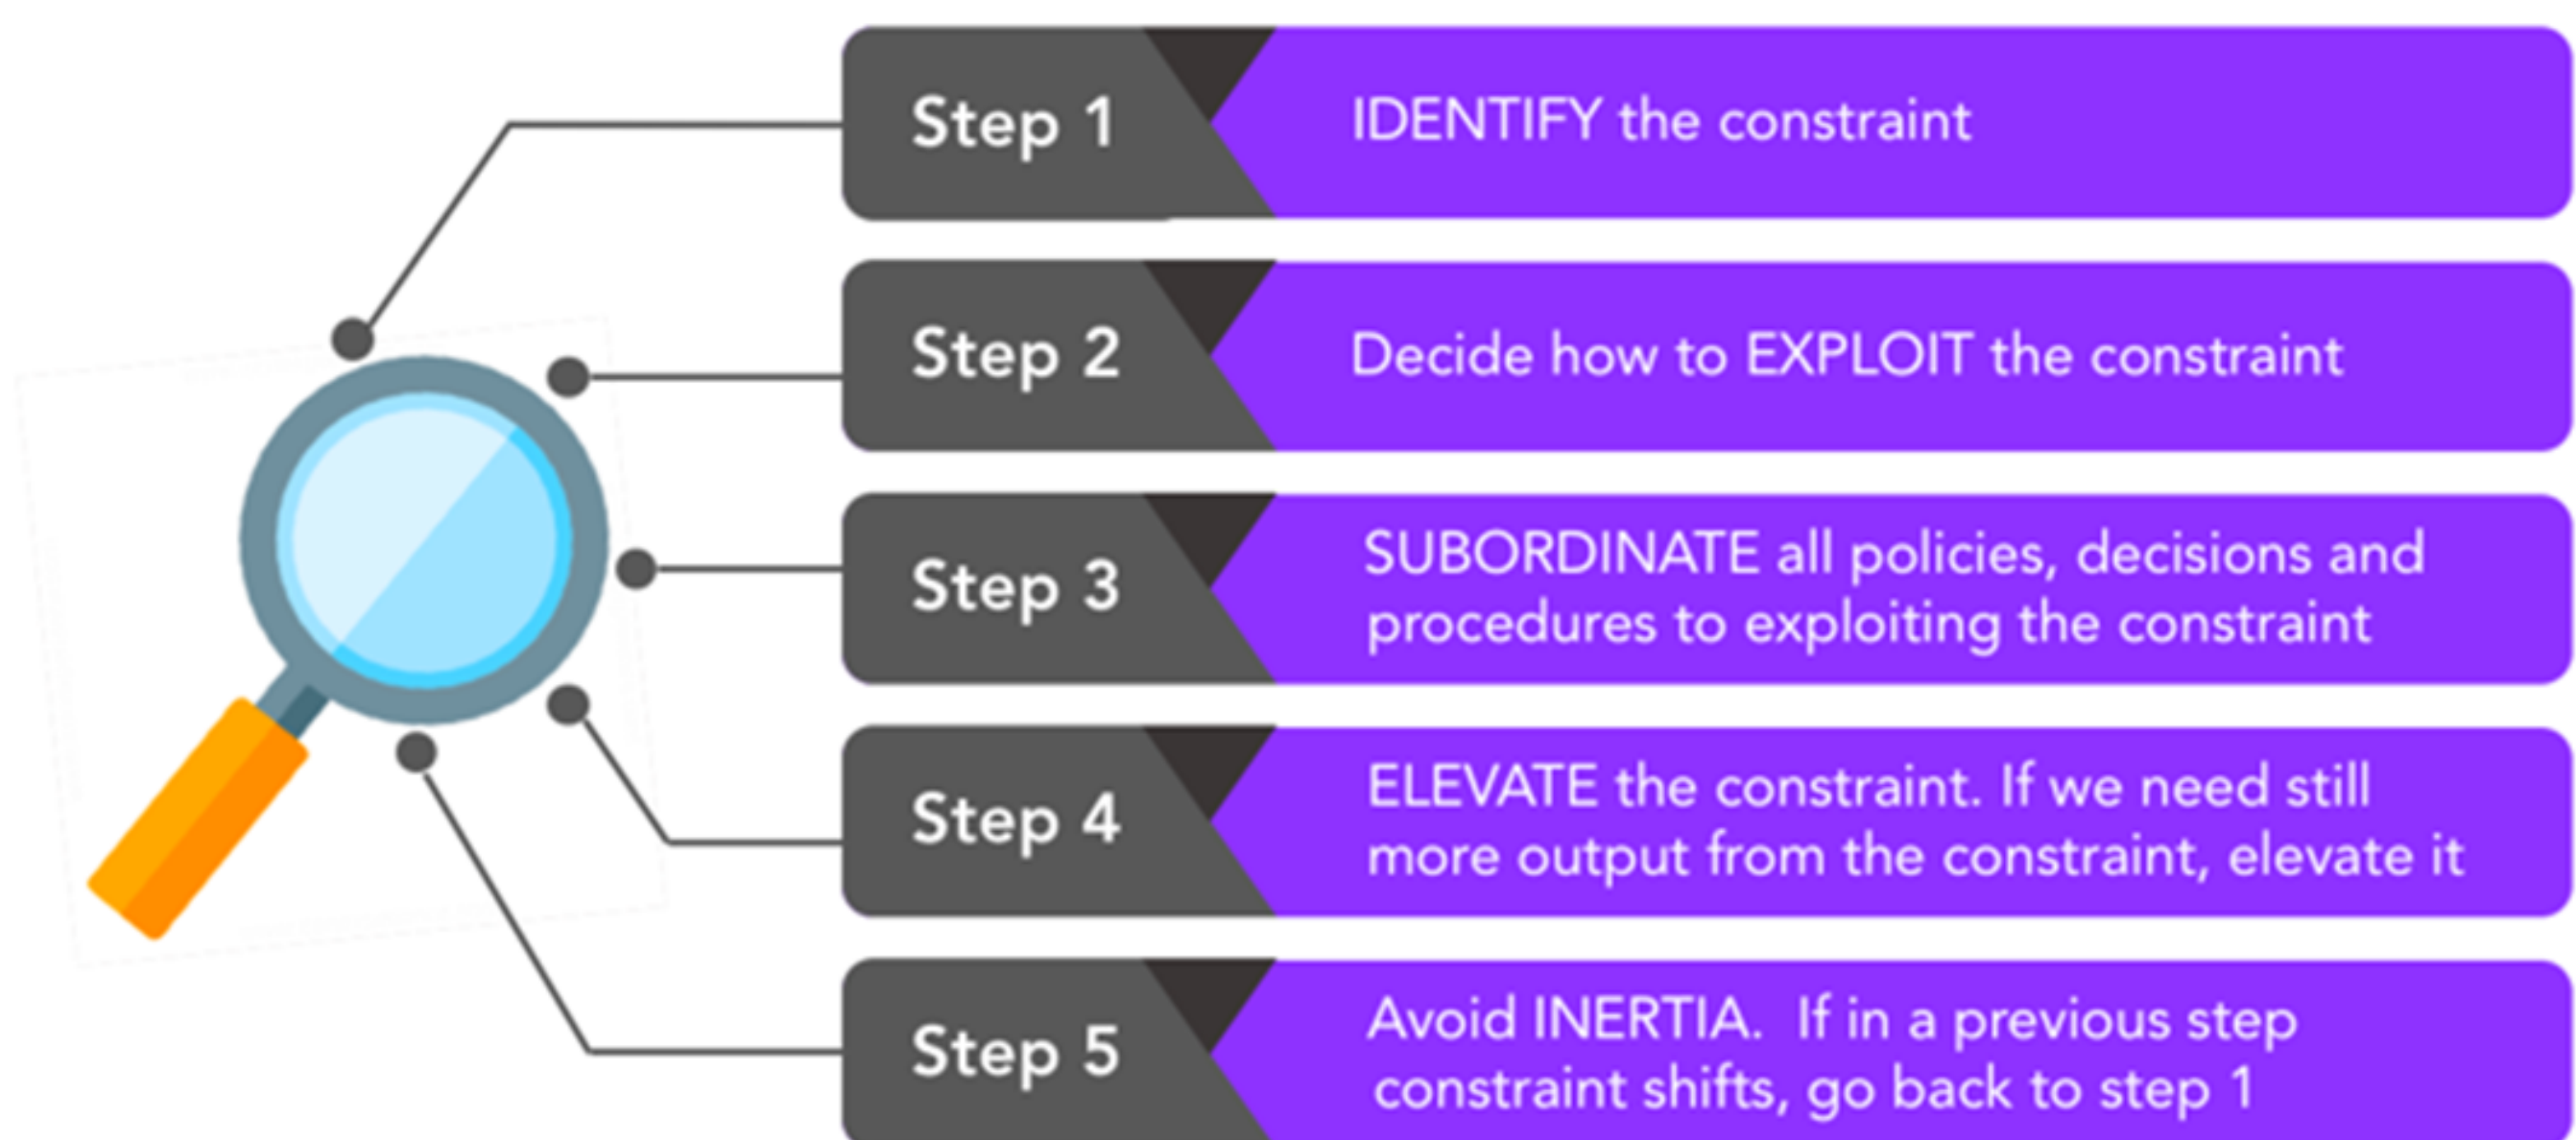 Step 1
IDENTIFY the constraint
Step 2
Decide how to EXPLOIT the constraint
Step 3
SUBORDINATE all policies, decisions and
procedures to exploiting the constraint
Step 4
ELEVATE the constraint. If we need still
more output from the constraint, elevate it
Step 5
Avoid INERTIA.  If in a previous step
constraint shifts, go back to step 1